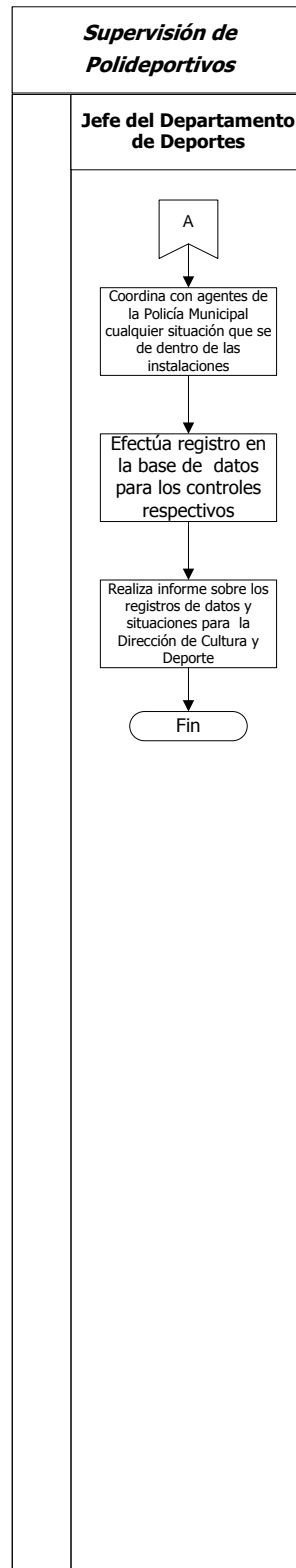 Supervisión de
Polideportivos
Jefe del Departamento
de Deportes
A
Coordina con agentes de
la Policía Municipal
cualquier situación que se
de dentro de las
instalaciones
Efectúa registro en
la base de datos
para los controles
respectivos
Realiza informe sobre los
registros de datos y
situaciones para la
Dirección de Cultura y
Deporte
Fin